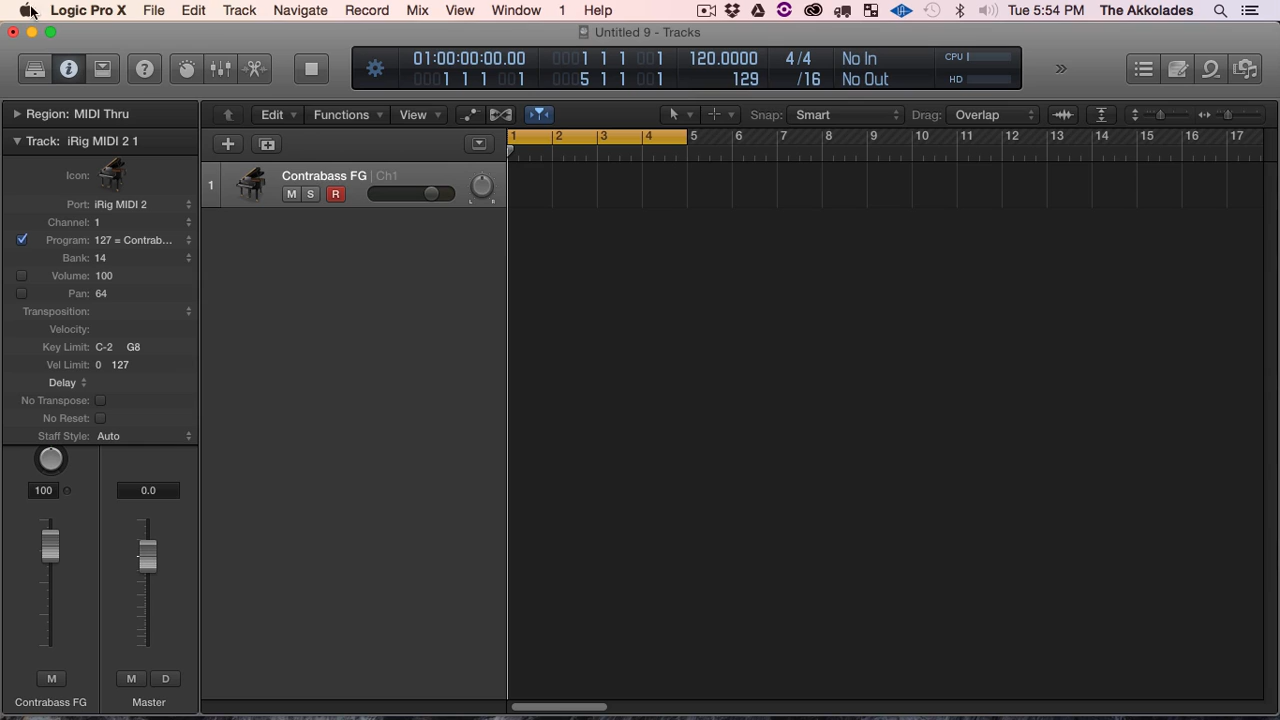 Logic Pro X File Edit Track Navigate Record Mix View Window 1 Help Tue 5:54 PM The Akkolades
Untitled 9 - Tracks
01:00:00:00.00 0001 1 1 001 120.0000 4/4 No In CPU
0001 1 1 001 0005 1 1 001 129 /16 No Out HD
Region: MIDI Thru
Edit Functions View Snap: Smart Drag: Overlap
Track: iRig MIDI 2 1
1 2 3 4 5 6 7 8 9 10 11 12 13 14 15 16 17
Icon:
1 Contrabass FG | Ch1
M S R L R
Port: iRig MIDI 2
Channel: 1
Program: 127 = Contrab...
Bank: 14
Volume: 100
Pan: 64
Transposition:
Velocity:
Key Limit: C-2 G8
Vel Limit: 0 127
Delay
No Transpose:
No Reset:
Staff Style: Auto
100 0.0
M M D
Contrabass FG Master